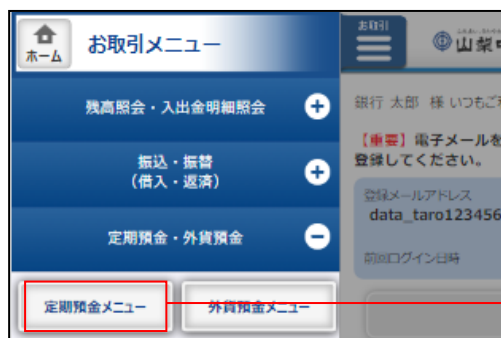 ホーム
お取引メニュー
残高照会・入出金明細照会
振込・振替
(借入・返済)
定期預金・外貨預金
定期預金メニュー
外貨預金メニュー
お取引
山梨
銀行 太郎 様 いつもご
【重要】電子メールを
登録してください。
登録メールアドレス
data_taro123456
前回ログイン日時